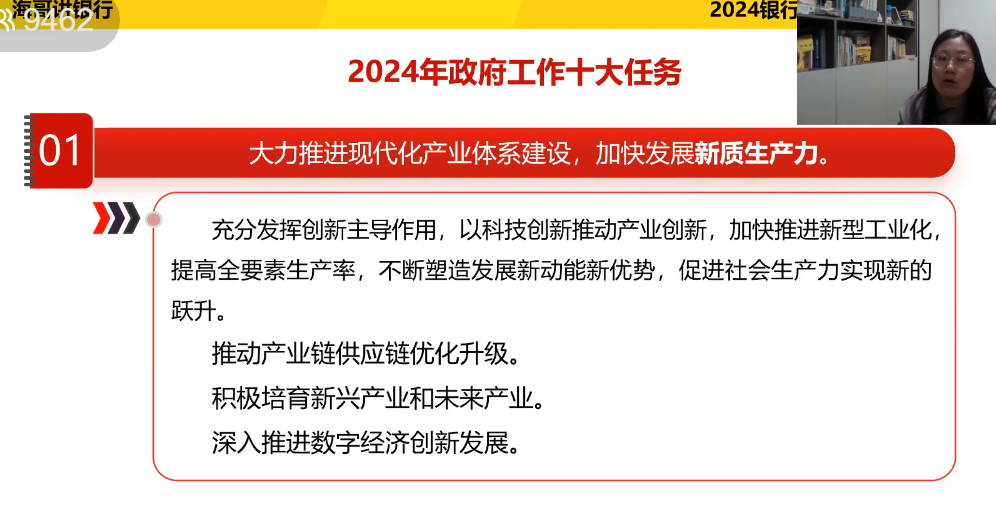 海哥讲银行
9462
2024银行
2024年政府工作十大任务
01
大力推进现代化产业体系建设，加快发展新质生产力。
充分发挥创新主导作用，以科技创新推动产业创新，加快推进新型工业化，
提高全要素生产率，不断塑造发展新动能新优势，促进社会生产力实现新的
跃升。
推动产业链供应链优化升级。
积极培育新兴产业和未来产业。
深入推进数字经济创新发展。